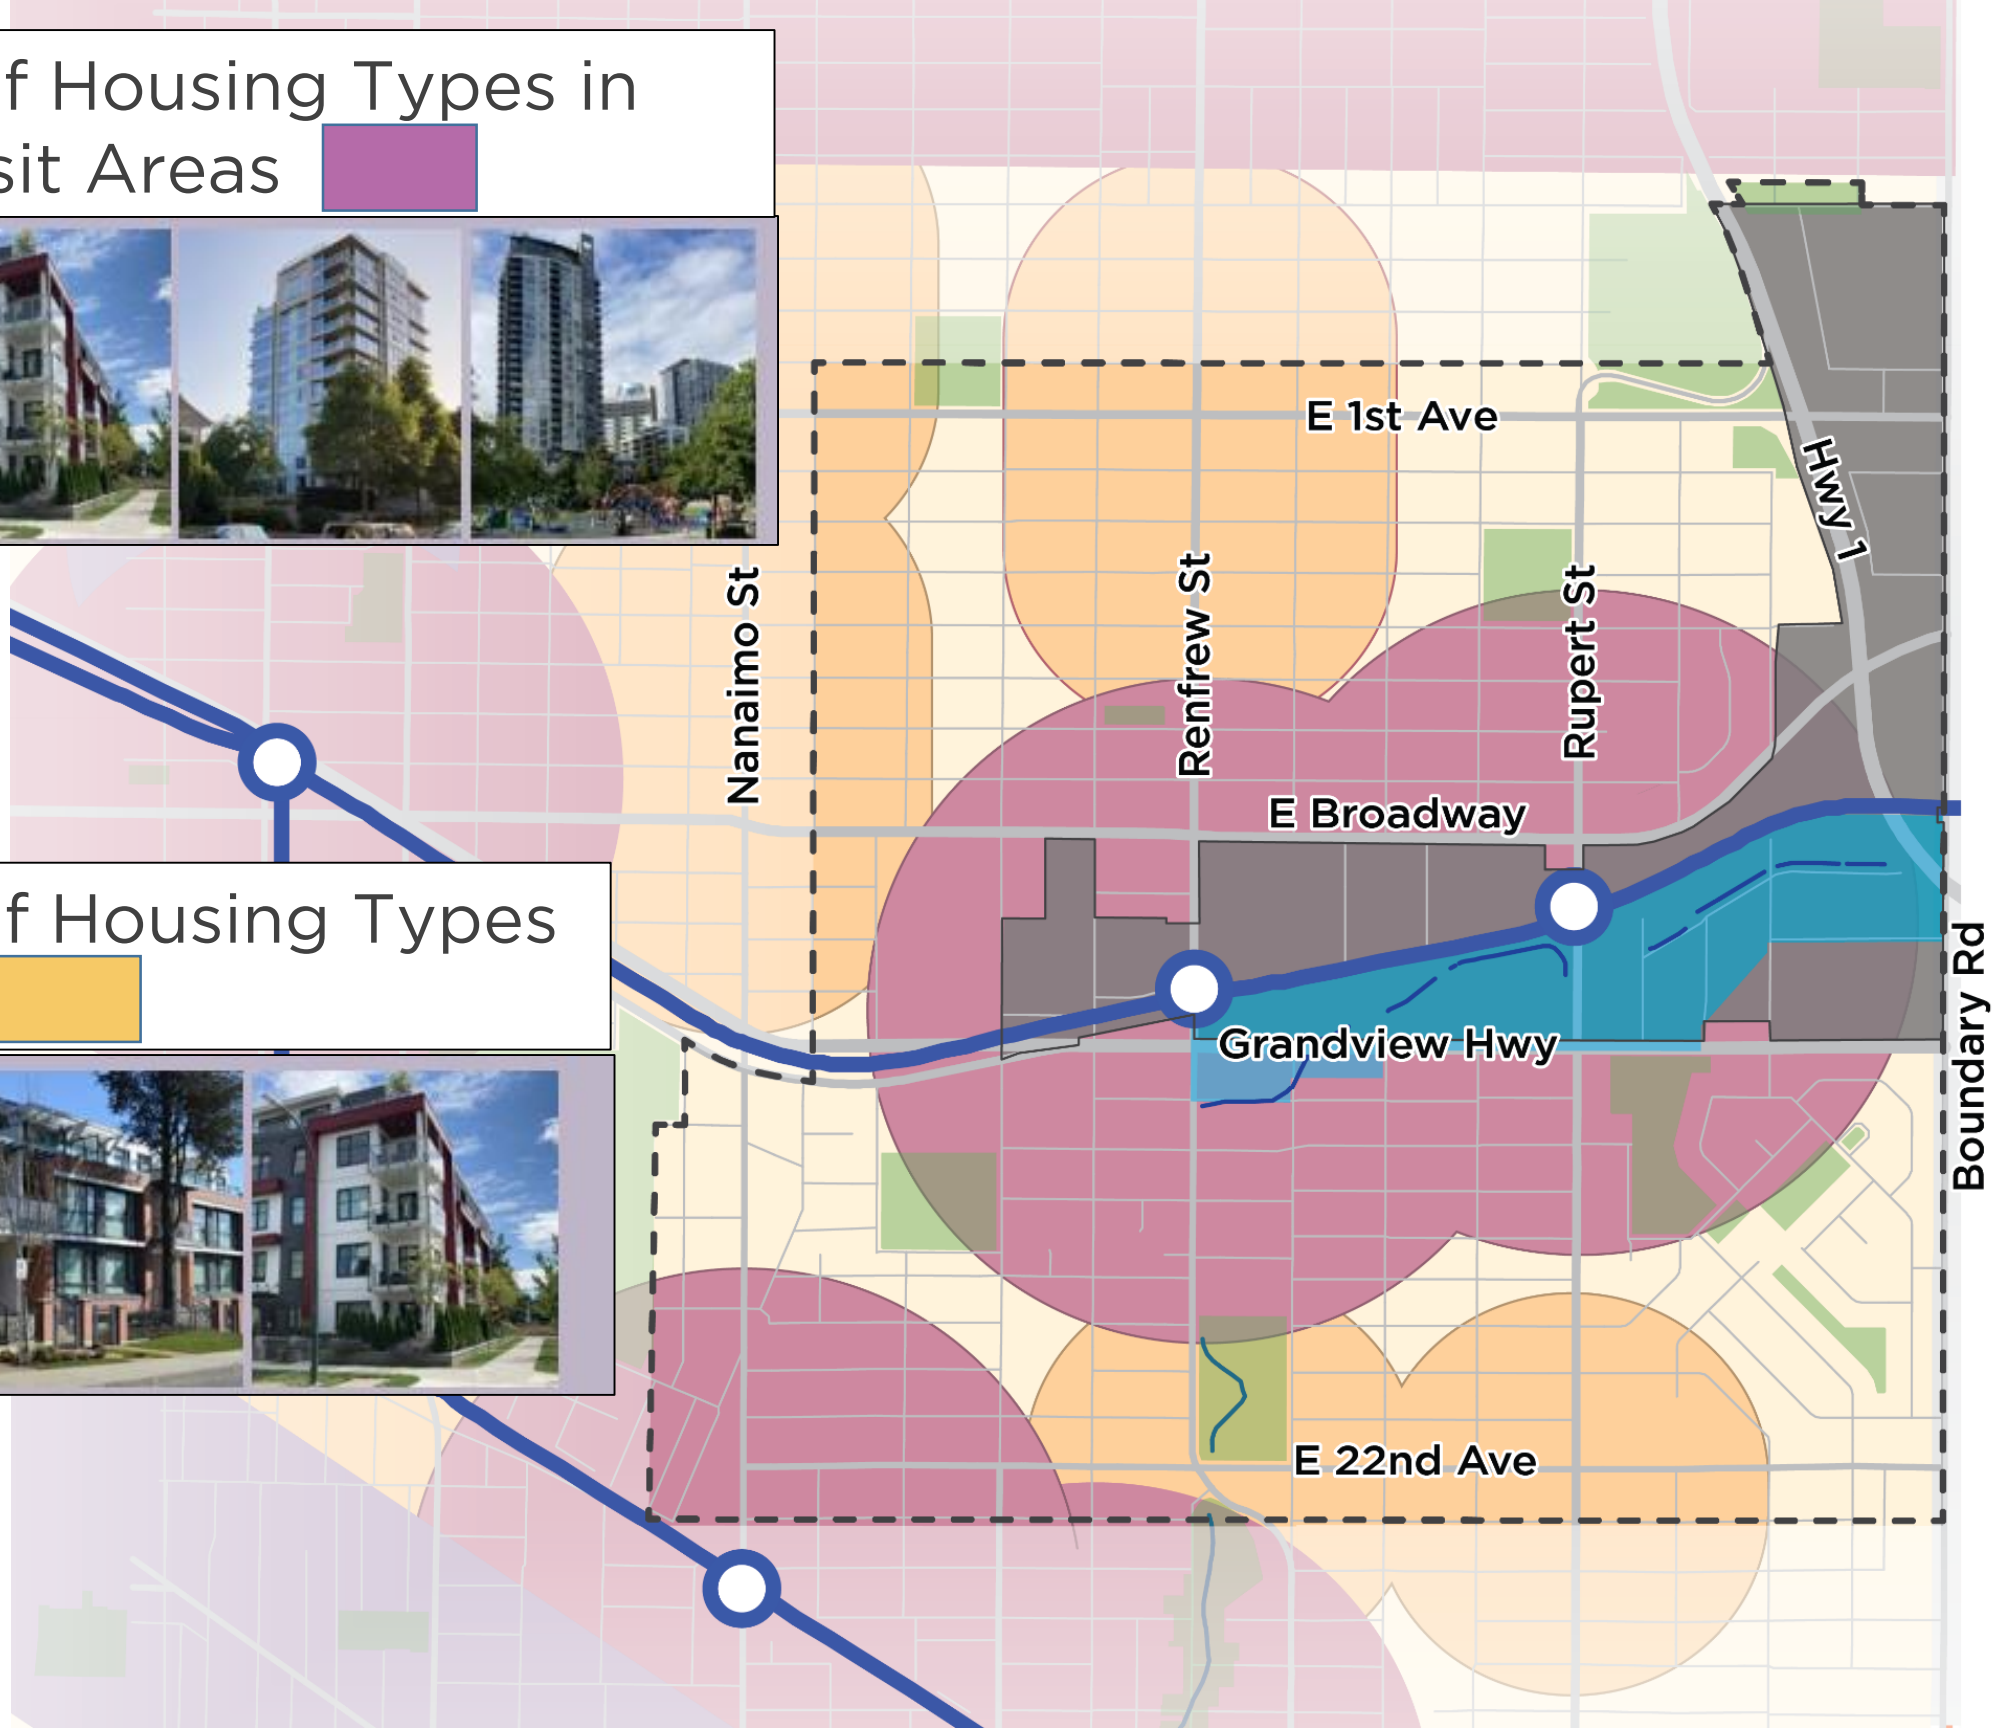 f Housing Types in
sit Areas
E 1st Ave
Hwy 1
Nanaimo St
Renfrew St
Rupert St
E Broadway
f Housing Types
Grandview Hwy
Boundary Rd
E 22nd Ave